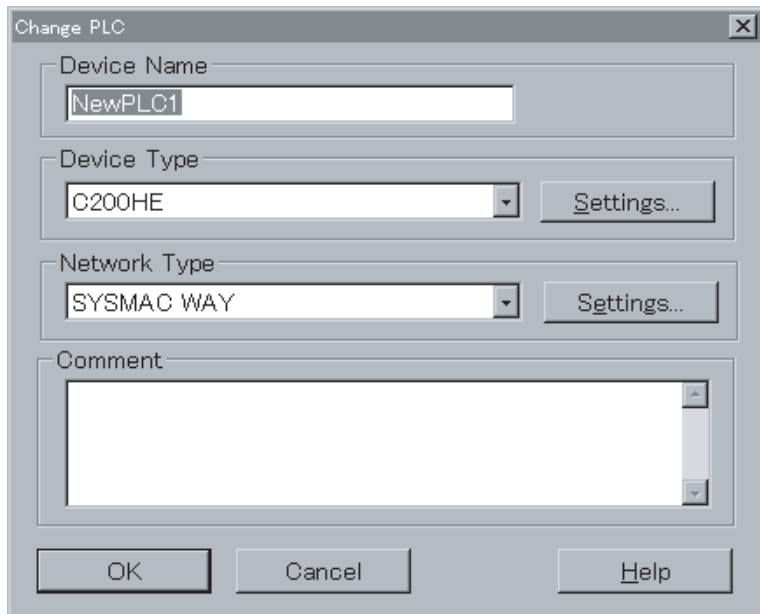 Change PLC
Device Name
NewPLC1
Device Type
C200HE
Settings...
Network Type
SYSMAC WAY
Settings...
Comment
OK
Cancel
Help